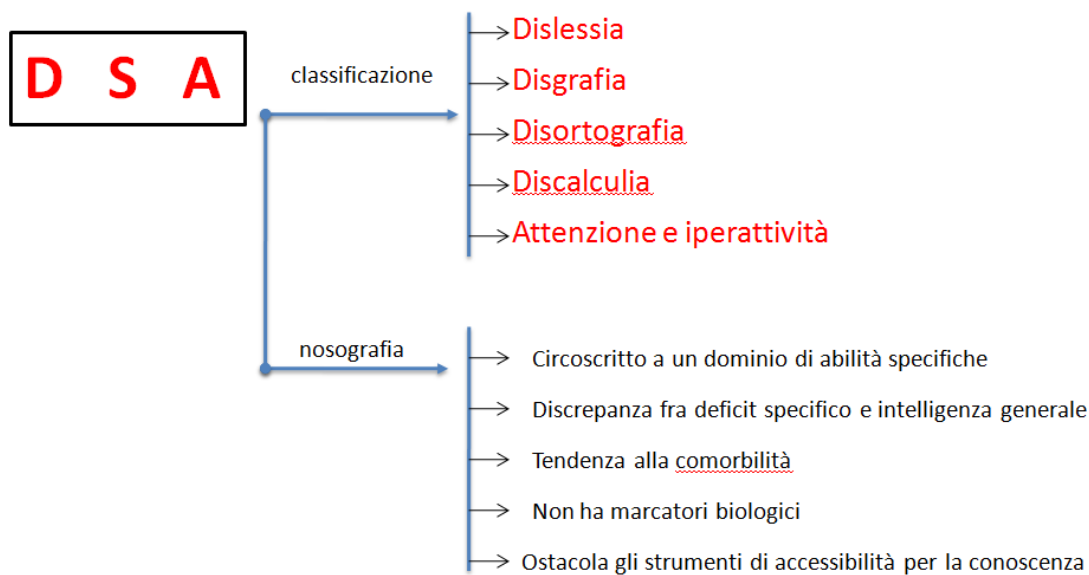 D S A
classificazione
Dislessia
Disgrafia
Disortografia
Discalculia
Attenzione e iperattività
nosografia
Circoscritto a un dominio di abilità specifiche
Discrepanza fra deficit specifico e intelligenza generale
Tendenza alla comorbilità
Non ha marcatori biologici
Ostacola gli strumenti di accessibilità per la conoscenza